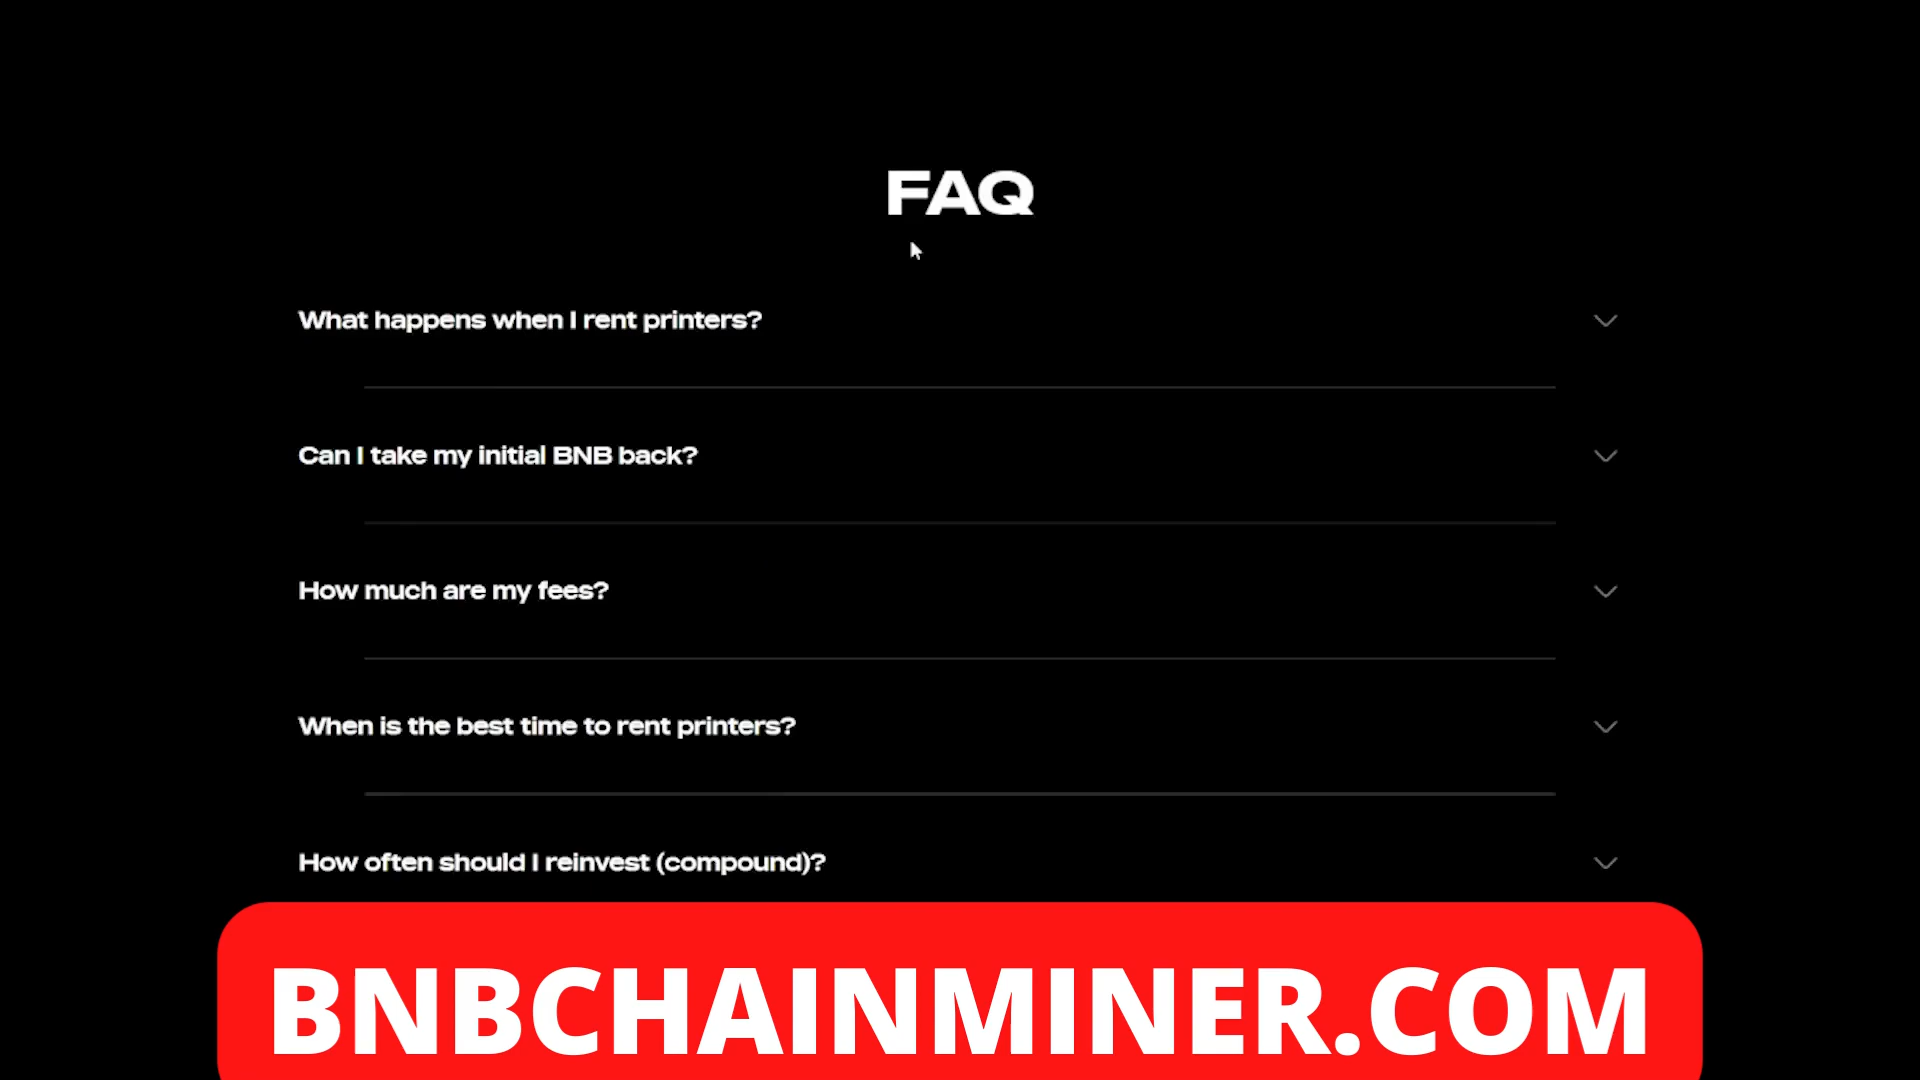 FAQ
What happens when I rent printers?
Can I take my initial BNB back?
How much are my fees?
When is the best time to rent printers?
How often should I reinvest (compound)?
BNBCHAINMINER.COM